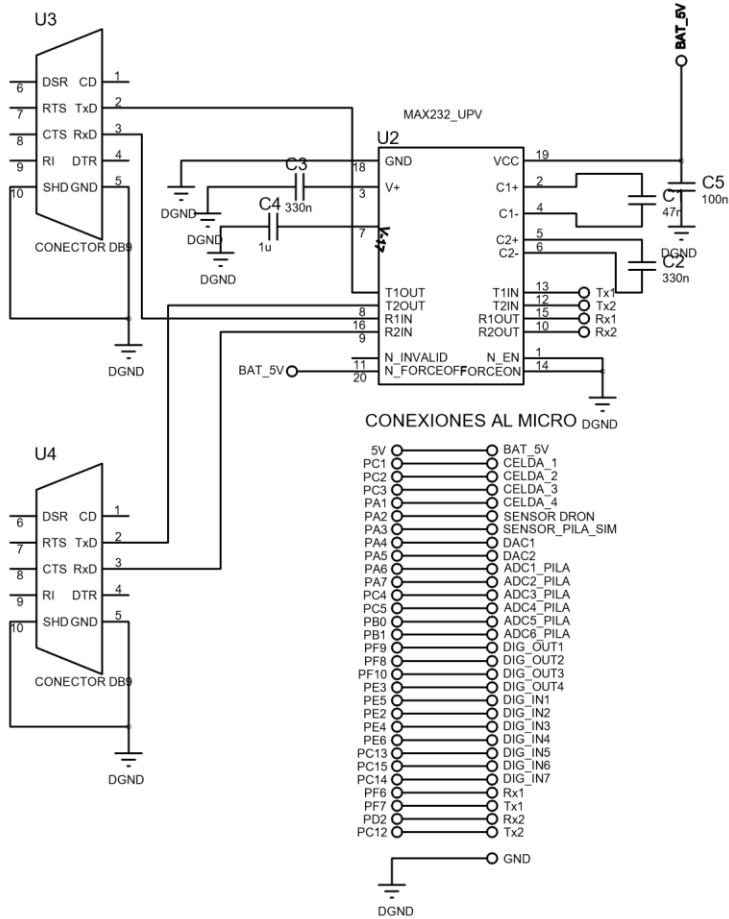 U3
6 DSR CD 1
7 RTS TxD 2
8 CTS RxD 3
9 RI DTR 4
10 SHD GND 5
CONECTOR DB9
DGND
BAT_5V
MAX232_UPV
U2
18 GND VCC 19
3 V+ C1+ 2
C1- 4
7 C2+ 5
C2- 6
T1OUT T1IN 13
T2OUT T2IN 12
8 R1IN R1OUT 15
16 R2IN R2OUT 10
9
N_INVALID N_EN 1
11 N_FORCEOFF FORCEON 14
20
DGND
C3
330n
DGND
C4
1u
DGND
C5
100n
47n
DGND
C2
330n
Tx1
Tx2
Rx1
Rx2
BAT_5V
DGND
U4
6 DSR CD 1
7 RTS TxD 2
8 CTS RxD 3
9 RI DTR 4
10 SHD GND 5
CONECTOR DB9
DGND
CONEXIONES AL MICRO
5V BAT_5V
PC1 CELDA_1
PC2 CELDA_2
PC3 CELDA_3
PA1 CELDA_4
PA2 SENSOR DRON
PA3 SENSOR_PILA_SIM
PA4 DAC1
PA5 DAC2
PA6 ADC1_PILA
PA7 ADC2_PILA
PC4 ADC3_PILA
PC5 ADC4_PILA
PB0 ADC5_PILA
PB1 ADC6_PILA
PF9 DIG_OUT1
PF8 DIG_OUT2
PF10 DIG_OUT3
PE3 DIG_OUT4
PE5 DIG_IN1
PE2 DIG_IN2
PE4 DIG_IN3
PE6 DIG_IN4
PC13 DIG_IN5
PC15 DIG_IN6
PC14 DIG_IN7
PF6 Rx1
PF7 Tx1
PD2 Rx2
PC12 Tx2
GND
DGND